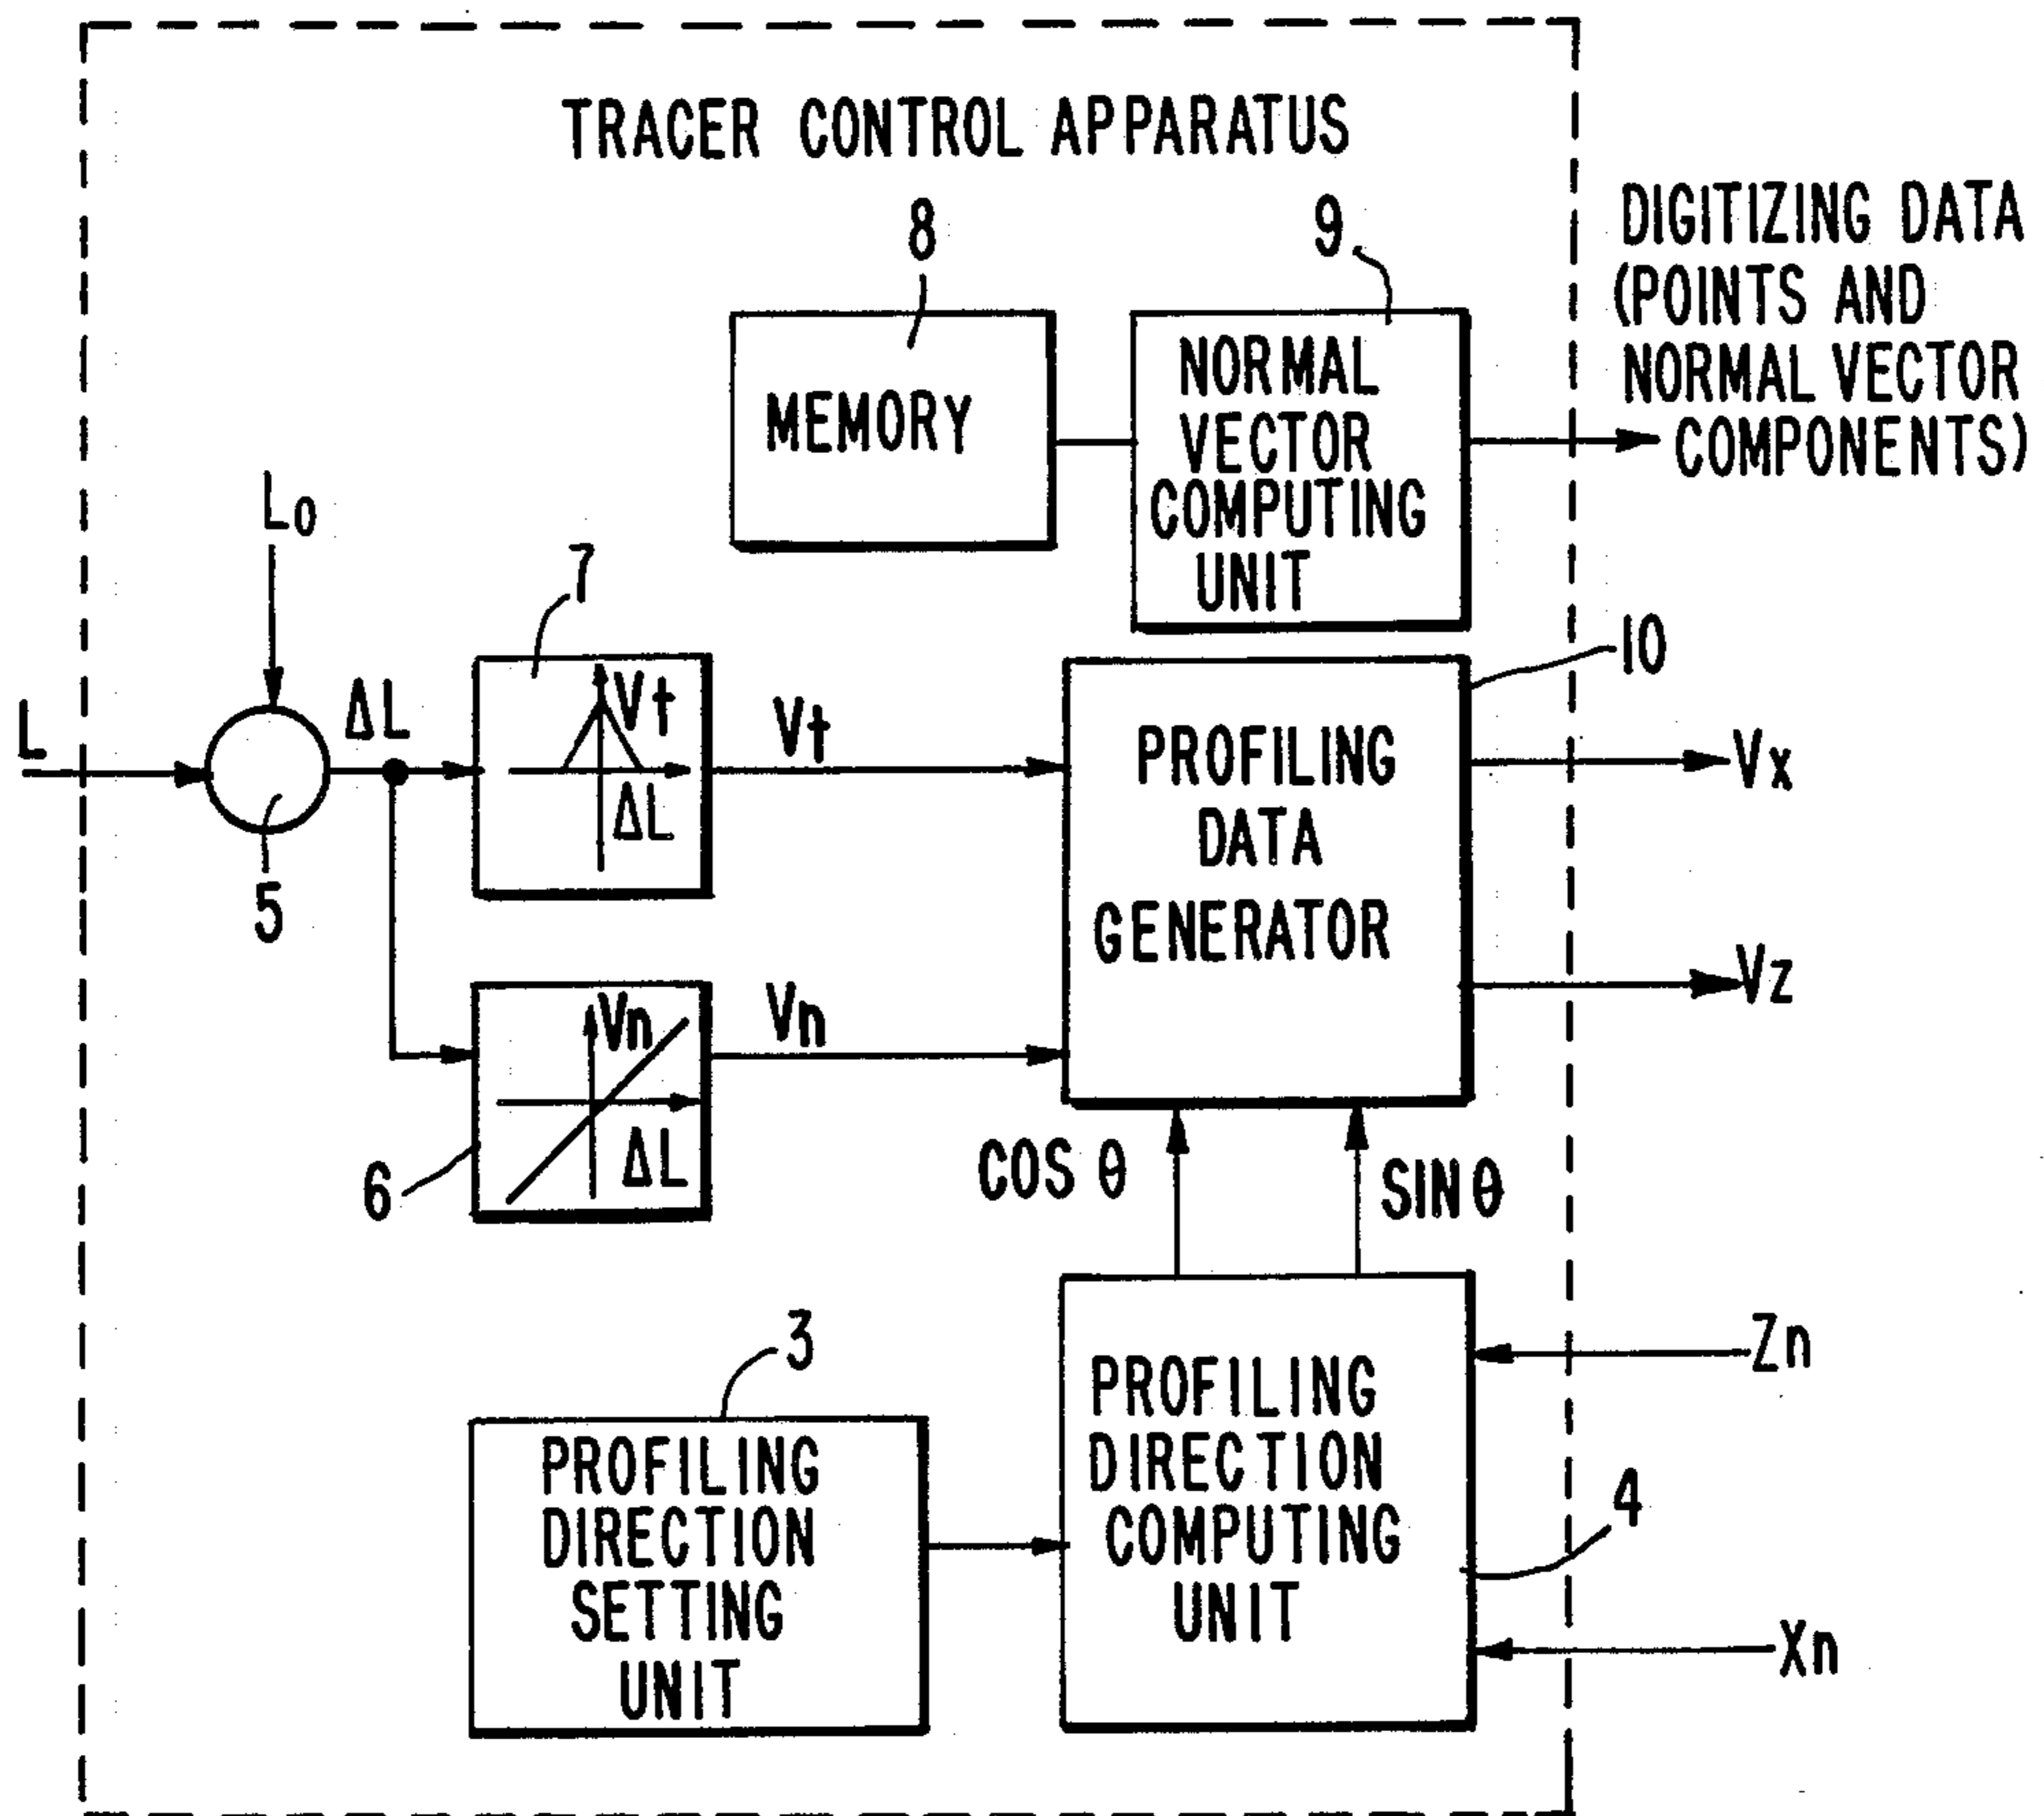 TRACER CONTROL APPARATUS
8
9
DIGITIZING DATA
(POINTS AND
NORMAL VECTOR
COMPONENTS)
MEMORY
NORMAL
VECTOR
COMPUTING
UNIT
L0
7
10
L
ΔL
Vt
ΔL
Vt
PROFILING
DATA
GENERATOR
Vx
5
Vz
Vn
ΔL
Vn
6
COS θ
SIN θ
3
Zn
PROFILING
DIRECTION
SETTING
UNIT
PROFILING
DIRECTION
COMPUTING
UNIT
4
Xn